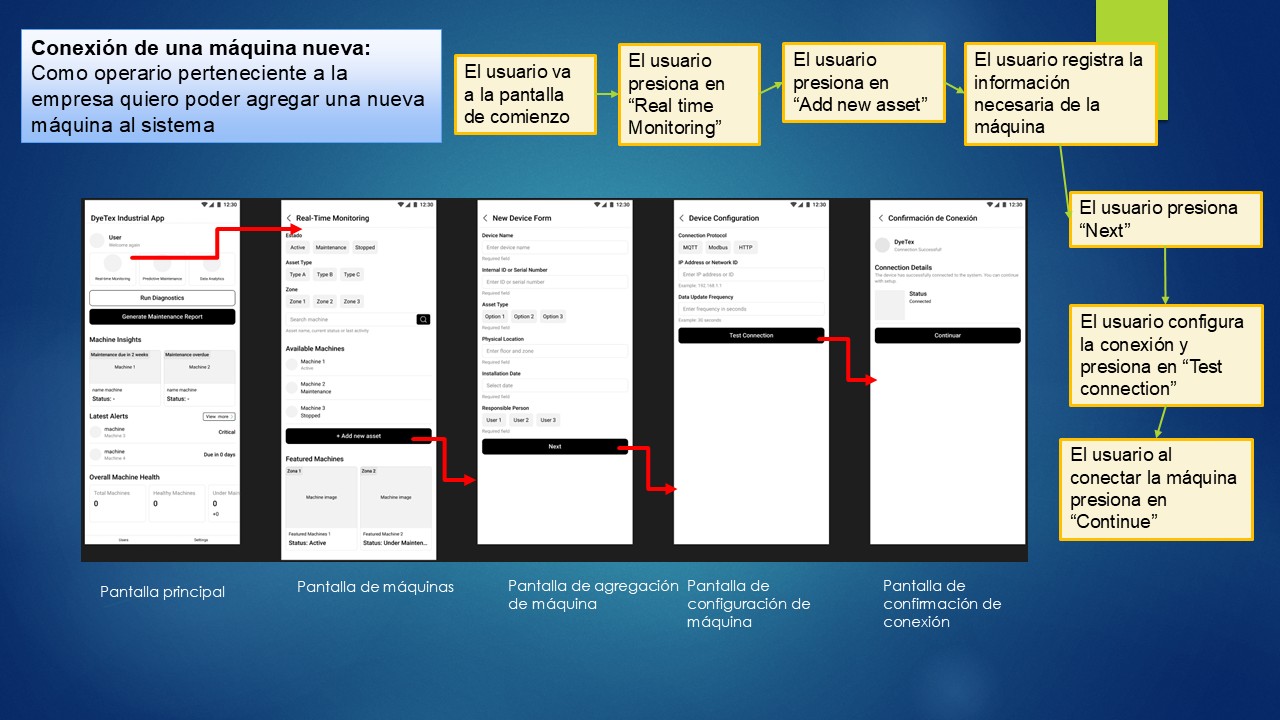 Conexión de una máquina nueva:
Como operario perteneciente a la
empresa quiero poder agregar una nueva
máquina al sistema
El usuario va
a la pantalla
de comienzo
El usuario
presiona en
“Real time
Monitoring”
El usuario
presiona en
“Add new asset”
El usuario registra la
información
necesaria de la
máquina
El usuario presiona
“Next”
El usuario configura
la conexión y
presiona en “Test
connection”
El usuario al
conectar la máquina
presiona en
“Continue”
12:30
DyeTex Industrial App
User
Welcome again
Real-time Monitoring
Predictive Maintenance
Data Analytics
Run Diagnostics
Generate Maintenance Report
Machine Insights
Maintenance due in 2 weeks
Maintenance overdue
Machine 1
Machine 2
name machine
name machine
Status: -
Status: -
Latest Alerts
View more >
machine
Machine 3
Critical
machine
Machine 4
Due in 0 days
Overall Machine Health
Total Machines
Healthy Machines
Under Main
0
0
0
+0
Users
Settings
12:30
Real-Time Monitoring
Estado
Active
Maintenance
Stopped
Asset Type
Type A
Type B
Type C
Zone
Zone 1
Zone 2
Zone 3
Search machine
Asset name, current status or last activity
Available Machines
Machine 1
Active
Machine 2
Maintenance
Machine 3
Stopped
+ Add new asset
Featured Machines
Zona 1
Zona 2
Machine image
Machine image
Featured Machines 1
Featured Machine 2
Status: Active
Status: Under Mainten...
12:30
New Device Form
Device Name
Enter device name
Required field
Internal ID or Serial Number
Enter ID or serial number
Required field
Asset Type
Option 1
Option 2
Option 3
Required field
Physical Location
Enter floor and zone
Required field
Installation Date
Select date
Required field
Responsible Person
User 1
User 2
User 3
Required field
Next
12:30
Device Configuration
Connection Protocol
MQTT
Modbus
HTTP
IP Address or Network ID
Enter IP address or ID
Example: 192.168.1.1
Data Update Frequency
Enter frequency in seconds
Example: 30 seconds
Test Connection
12:30
Confirmación de Conexión
DyeTex
Connection Successful!
Connection Details
The device has successfully connected to the system. You can continue
with setup.
Status
Connected
Continuar
Pantalla principal
Pantalla de máquinas
Pantalla de agregación
de máquina
Pantalla de
configuración de
máquina
Pantalla de
confirmación de
conexión